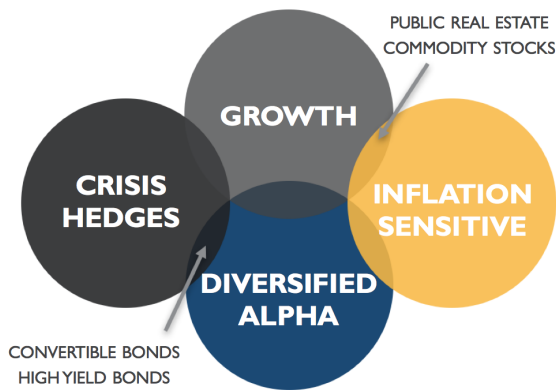 PUBLIC REAL ESTATE
COMMODITY STOCKS
GROWTH
CRISIS
HEDGES
INFLATION
SENSITIVE
DIVERSIFIED
ALPHA
CONVERTIBLE BONDS
HIGH YIELD BONDS